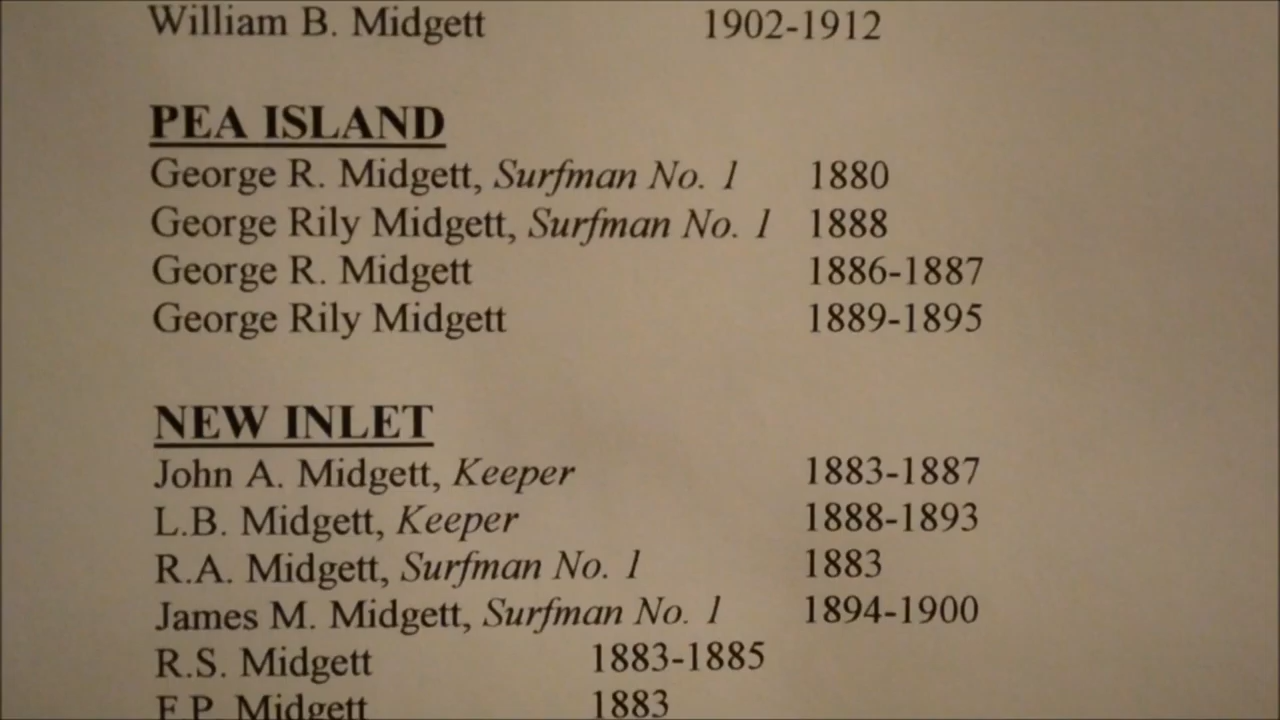 William B. Midgett 1902-1912
PEA ISLAND
George R. Midgett, Surfman No. 1 1880
George Rily Midgett, Surfman No. 1 1888
George R. Midgett 1886-1887
George Rily Midgett 1889-1895
NEW INLET
John A. Midgett, Keeper 1883-1887
L.B. Midgett, Keeper 1888-1893
R.A. Midgett, Surfman No. 1 1883
James M. Midgett, Surfman No. 1 1894-1900
R.S. Midgett 1883-1885
F.P. Midgett 1883